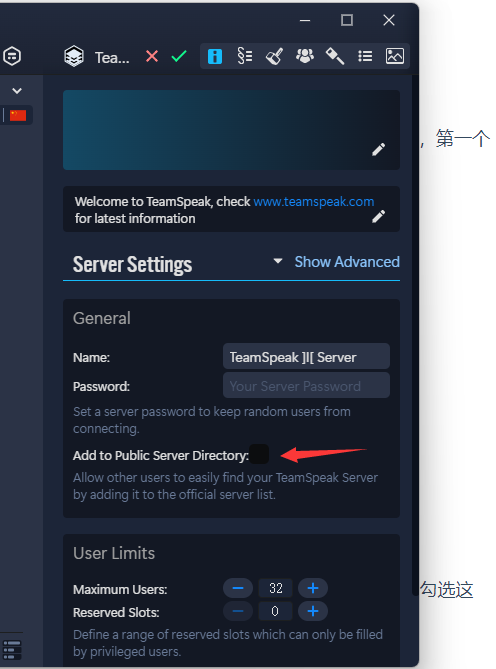 Tea...
，第一个
Welcome to TeamSpeak, check www.teamspeak.com
for latest information
Server Settings
Show Advanced
General
Name:
TeamSpeak ]I[ Server
Password:
Your Server Password
Set a server password to keep random users from
connecting.
Add to Public Server Directory:
Allow other users to easily find your TeamSpeak Server
by adding it to the official server list.
User Limits
Maximum Users:
32
勾选这
Reserved Slots:
0
Define a range of reserved slots which can only be filled
by privileged users.